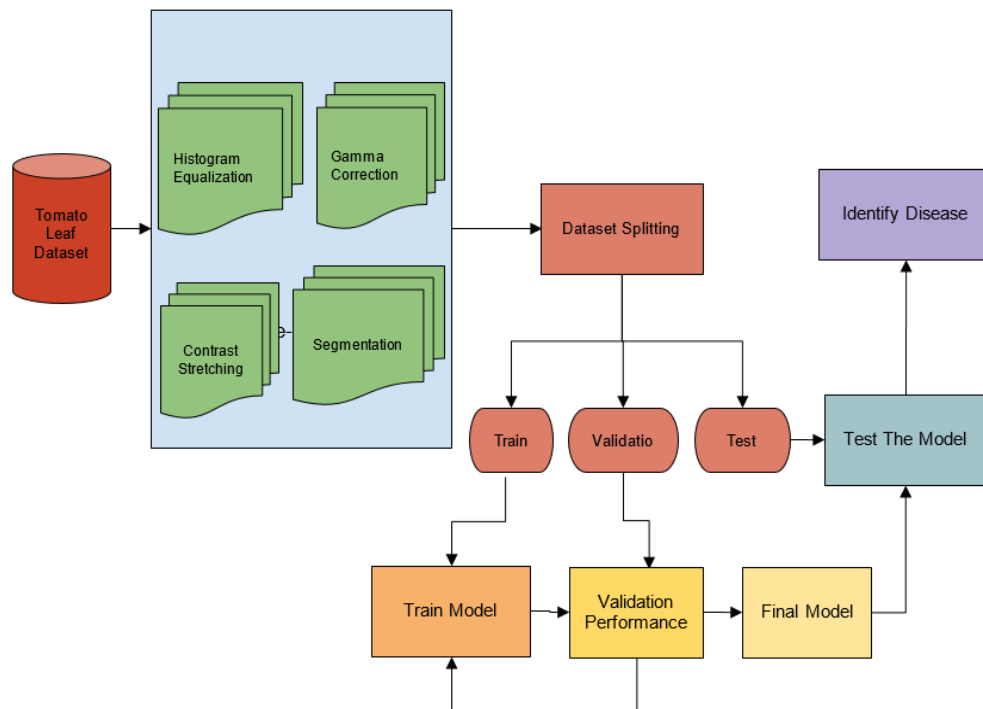 Tomato
Leaf
Dataset
Histogram
Equalization
Gamma
Correction
Contrast
Stretching
e-
Segmentation
Dataset Splitting
Train
Validatio
Test
Train Model
Validation
Performance
Final Model
Test The Model
Identify Disease